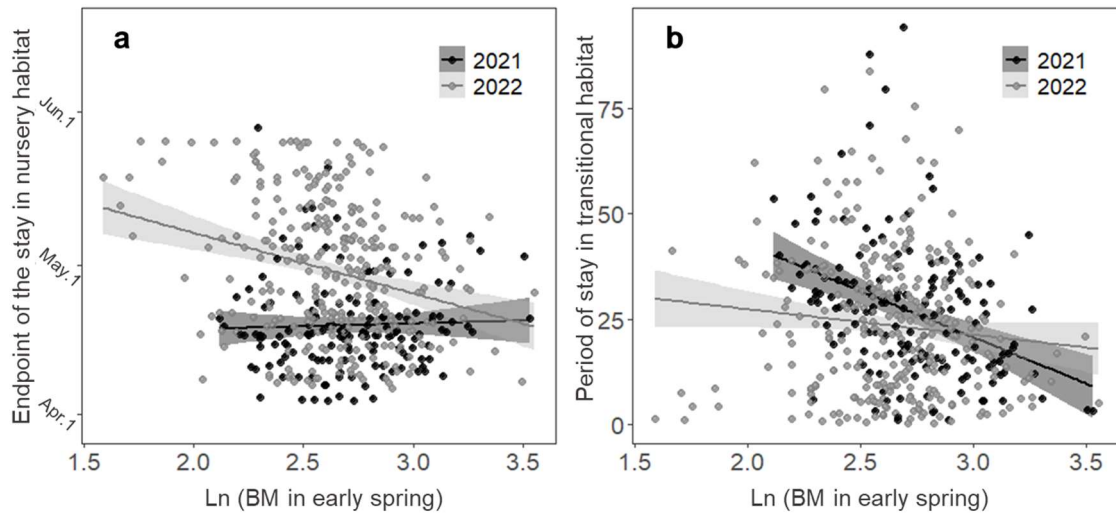 a
2021
2022
Endpoint of the stay in nursery habitat
Jun.1
May.1
Apr.1
1.5 2.0 2.5 3.0 3.5
Ln (BM in early spring)
b
2021
2022
Period of stay in transitional habitat
75
50
25
0
1.5 2.0 2.5 3.0 3.5
Ln (BM in early spring)